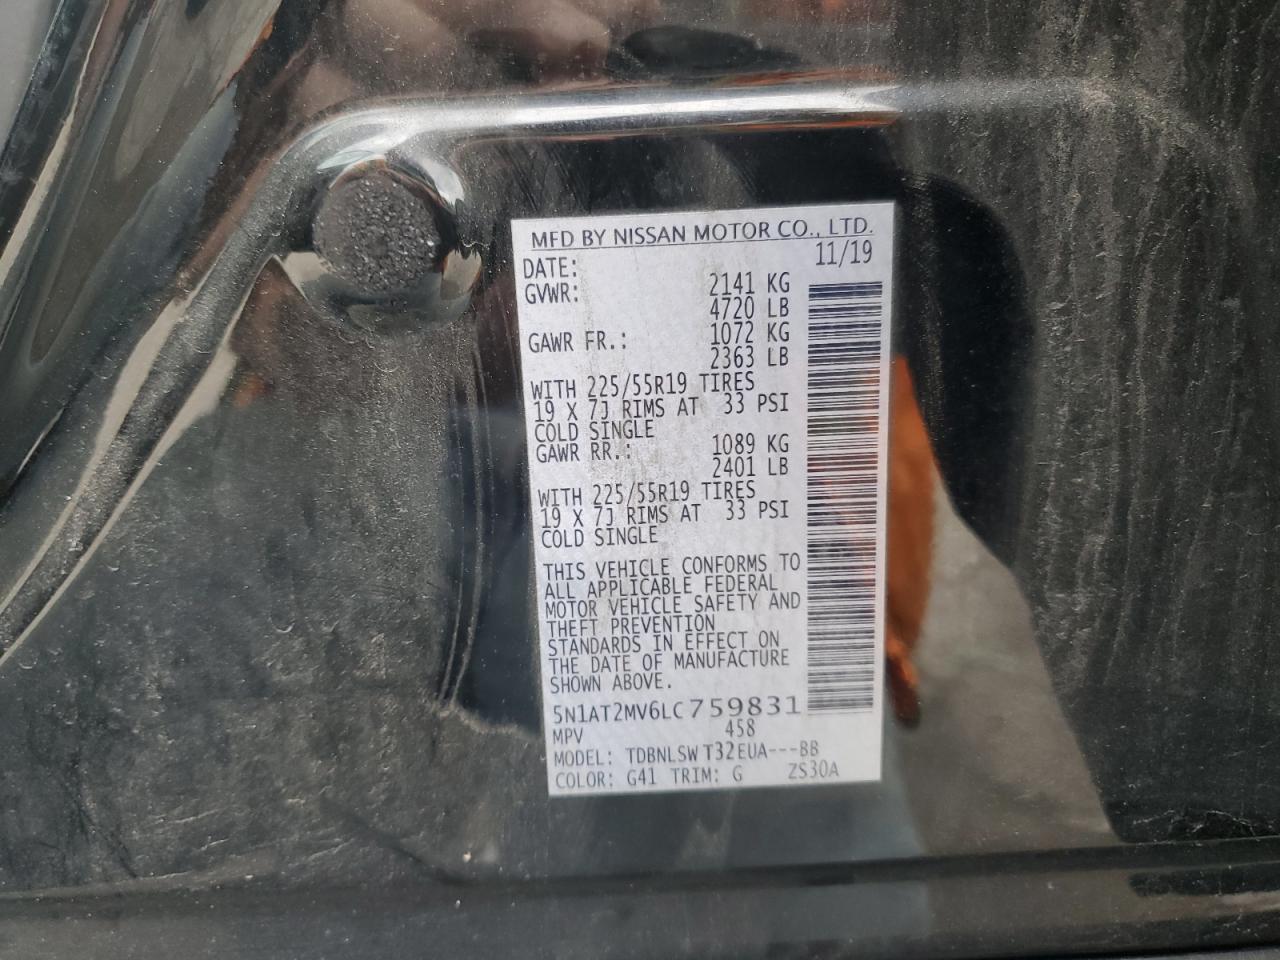 MFD BY NISSAN MOTOR CO., LTD.
DATE: 11/19
GVWR: 2141 KG
4720 LB
GAWR FR.: 1072 KG
2363 LB
WITH 225/55R19 TIRES
19 X 7J RIMS AT 33 PSI
COLD SINGLE
GAWR RR.: 1089 KG
2401 LB
WITH 225/55R19 TIRES
19 X 7J RIMS AT 33 PSI
COLD SINGLE
THIS VEHICLE CONFORMS TO
ALL APPLICABLE FEDERAL
MOTOR VEHICLE SAFETY AND
THEFT PREVENTION
STANDARDS IN EFFECT ON
THE DATE OF MANUFACTURE
SHOWN ABOVE.
5N1AT2MV6LC759831
MPV 458
MODEL: TDBNLSW T32EUA---BB
COLOR: G41 TRIM: G ZS30A